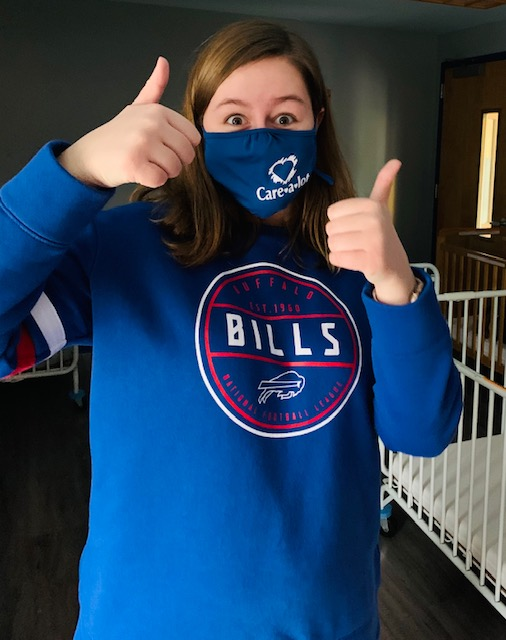 Care•a•lot
BUFFALO
EST. 1960
BILLS
NATIONAL FOOTBALL LEAGUE